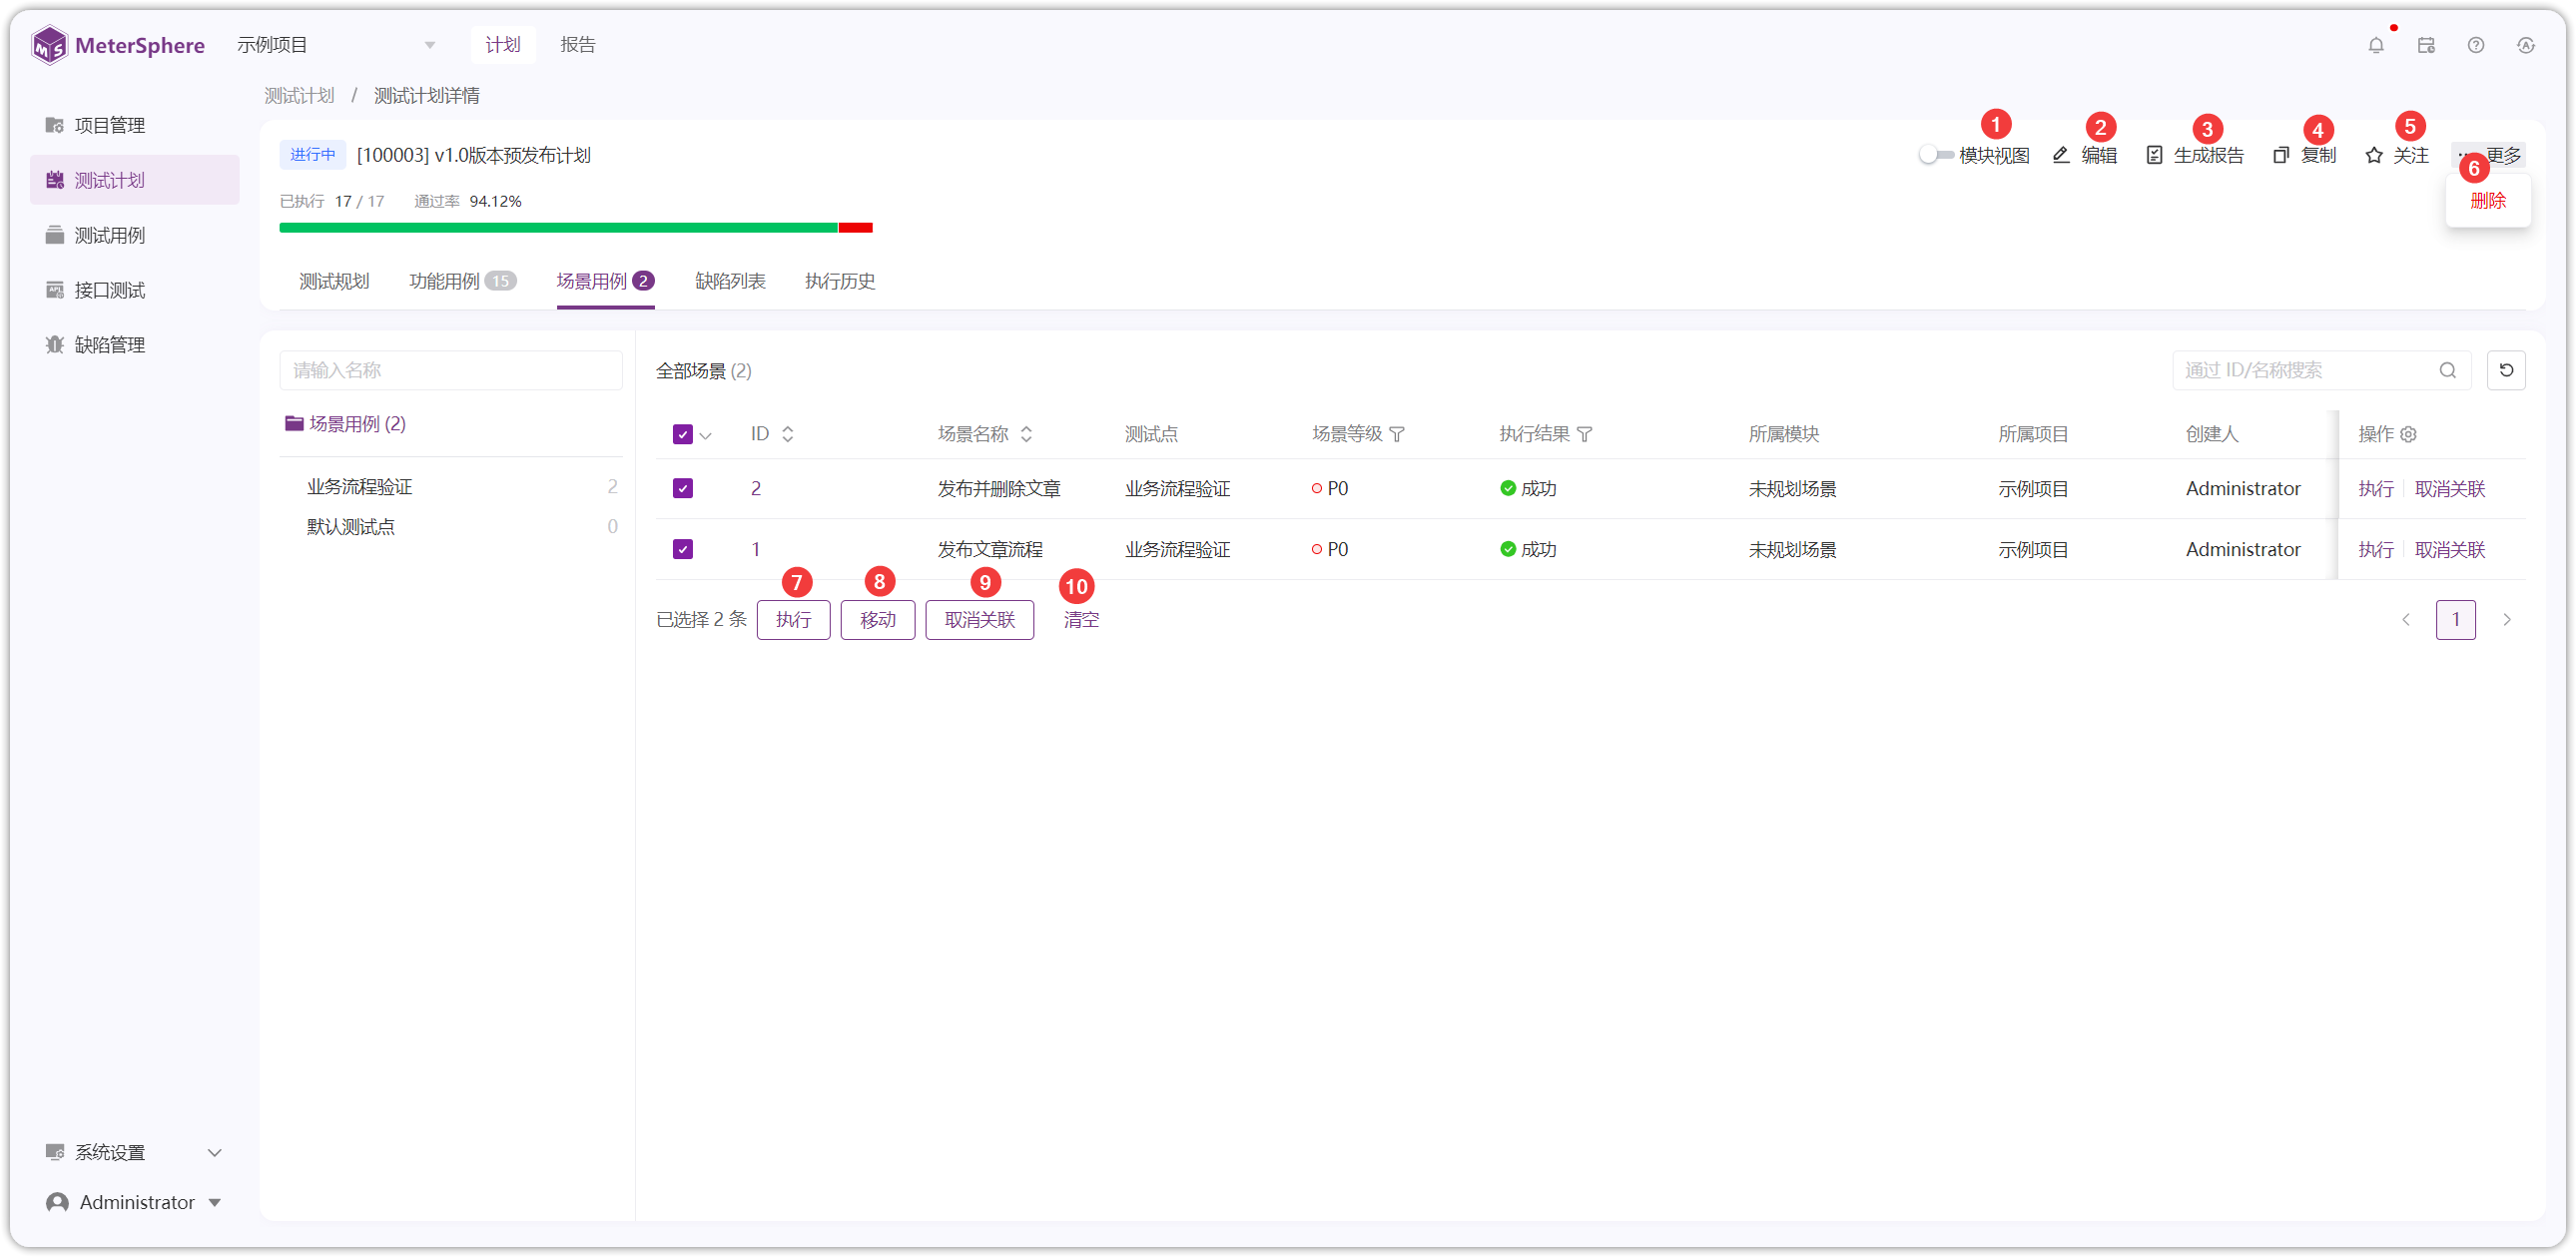 MeterSphere 示例项目 计划 报告
测试计划 / 测试计划详情
项目管理
测试计划
测试用例
接口测试
缺陷管理
系统设置
Administrator
进行中 [100003] v1.0版本预发布计划
1 2 3 4 5
模块视图 编辑 生成报告 复制 关注 更多
6
删除
已执行 17 / 17 通过率 94.12%
测试规划 功能用例 15 场景用例 2 缺陷列表 执行历史
请输入名称
场景用例 (2)
业务流程验证 2
默认测试点 0
全部场景 (2) 通过 ID/名称搜索
ID 场景名称 测试点 场景等级 执行结果 所属模块 所属项目 创建人 操作
2 发布并删除文章 业务流程验证 P0 成功 未规划场景 示例项目 Administrator 执行 取消关联
1 发布文章流程 业务流程验证 P0 成功 未规划场景 示例项目 Administrator 执行 取消关联
7 8 9 10
已选择 2 条 执行 移动 取消关联 清空 1